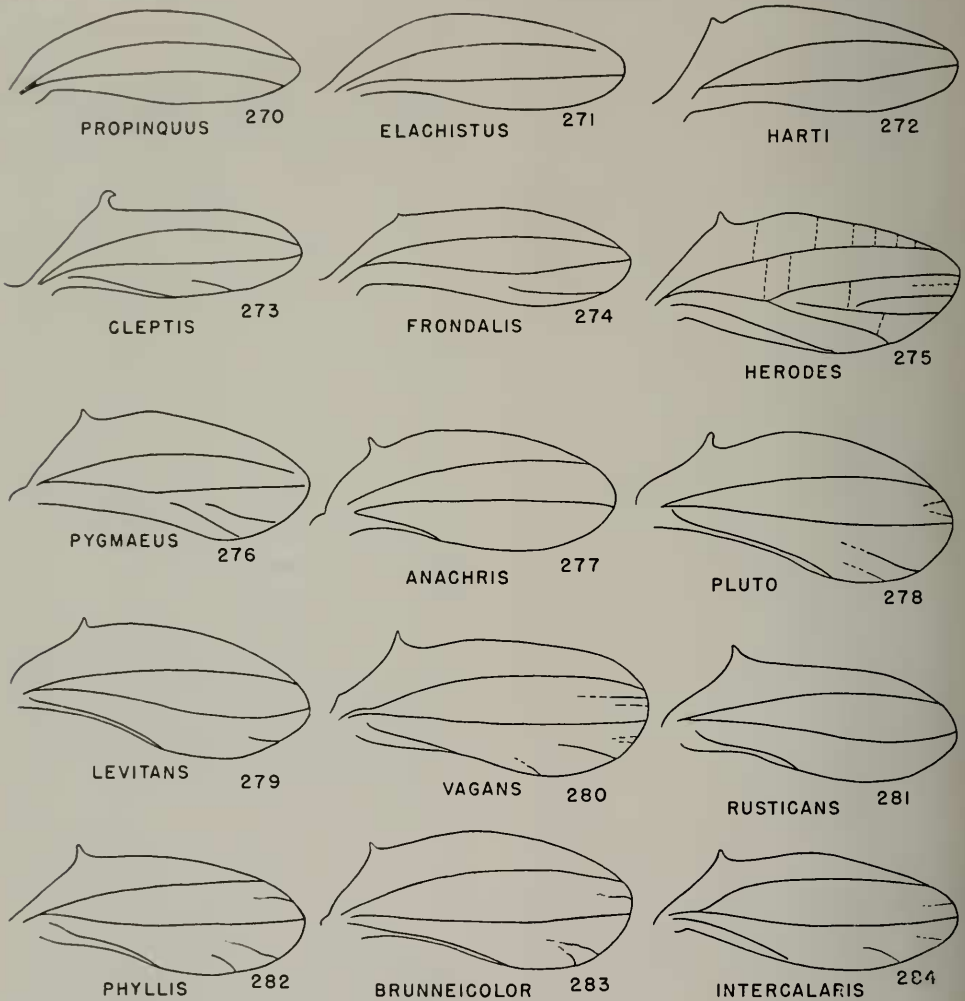 PROPINQUUS 270
ELACHISTUS 271
HARTI 272
CLEPTIS 273
FRONDALIS 274
HERODES 275
PYGMAEUS 276
ANACHRIS 277
PLUTO 278
LEVITANS 279
VAGANS 280
RUSTICANS 281
PHYLLIS 282
BRUNNEICOLOR 283
INTERCALARIS 284